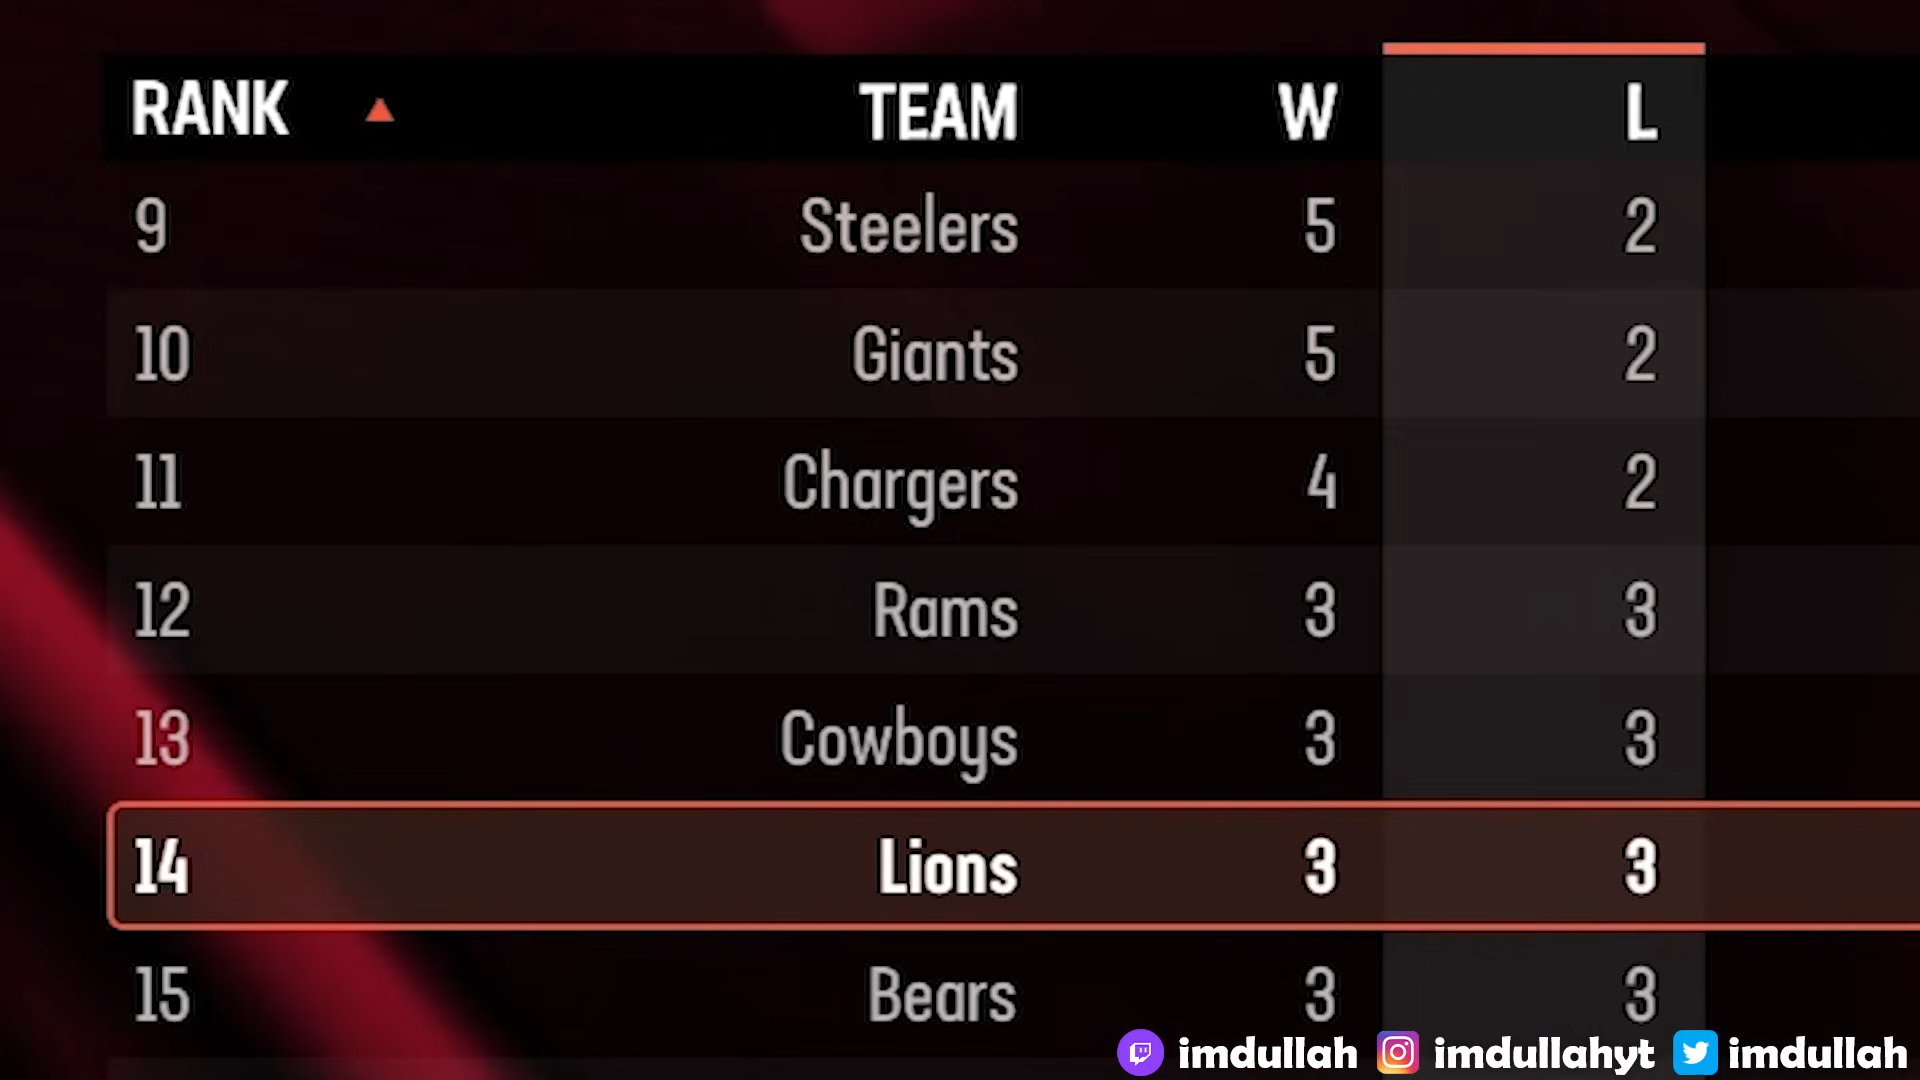 RANK TEAM W L
9 Steelers 5 2
10 Giants 5 2
11 Chargers 4 2
12 Rams 3 3
13 Cowboys 3 3
14 Lions 3 3
15 Bears 3 3
imdullah imdullahyt imdullah